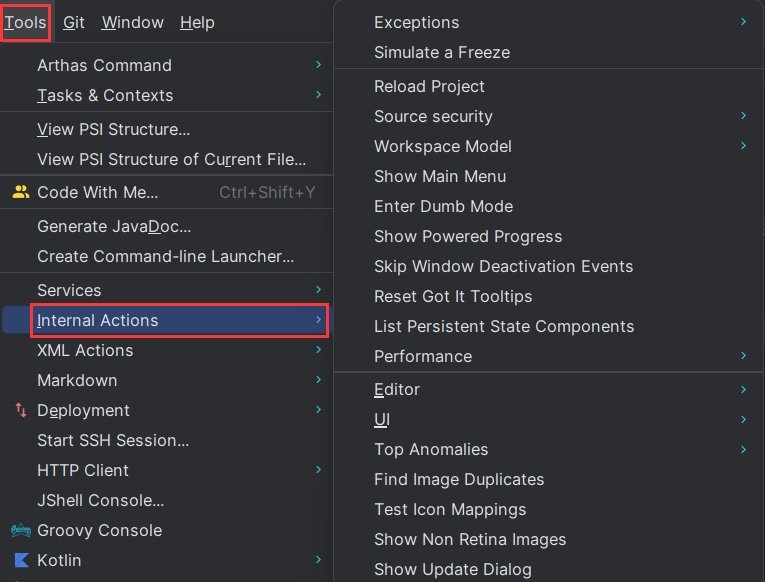 Tools Git Window Help
Arthas Command
Tasks & Contexts
View PSI Structure...
View PSI Structure of Current File...
Code With Me... Ctrl+Shift+Y
Generate JavaDoc...
Create Command-line Launcher...
Services
Internal Actions
XML Actions
Markdown
Deployment
Start SSH Session...
HTTP Client
JShell Console...
Groovy Console
Kotlin
Exceptions
Simulate a Freeze
Reload Project
Source security
Workspace Model
Show Main Menu
Enter Dumb Mode
Show Powered Progress
Skip Window Deactivation Events
Reset Got It Tooltips
List Persistent State Components
Performance
Editor
UI
Top Anomalies
Find Image Duplicates
Test Icon Mappings
Show Non Retina Images
Show Update Dialog